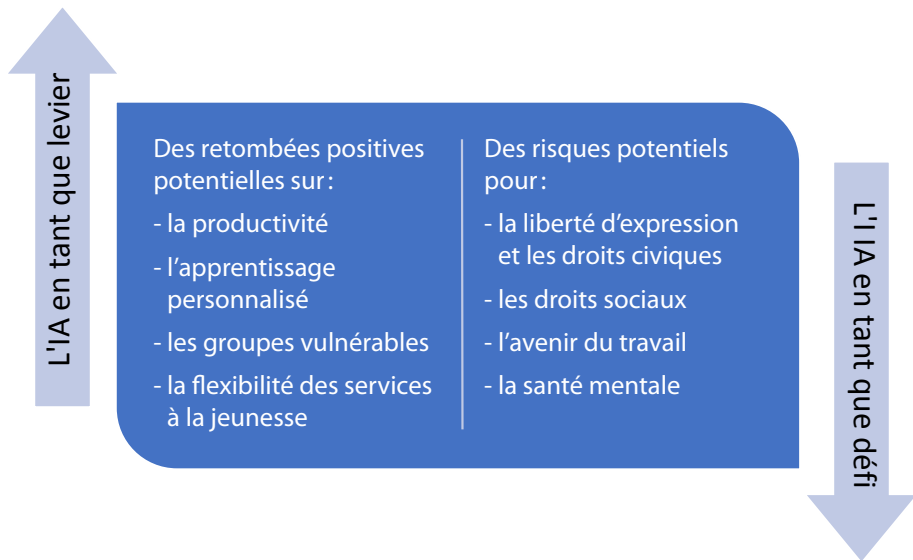 L'IA en tant que levier
Des retombées positives
potentielles sur :
- la productivité
- l’apprentissage
personnalisé
- les groupes vulnérables
- la flexibilité des services
à la jeunesse
Des risques potentiels
pour :
- la liberté d’expression
et les droits civiques
- les droits sociaux
- l’avenir du travail
- la santé mentale
L'I IA en tant que défi